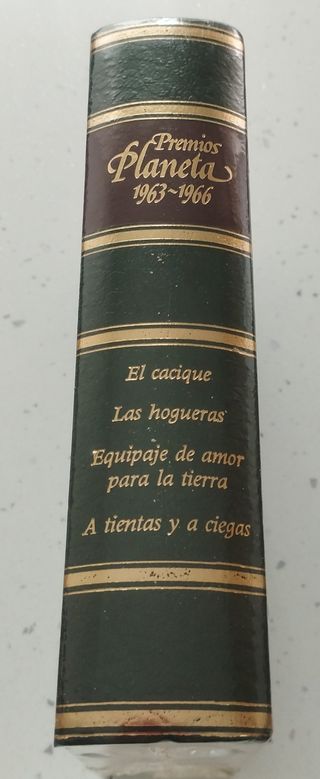 Premios
Planeta
1963~1966
El cacique
Las hogueras
Equipaje de amor
para la tierra
A tientas y a ciegas